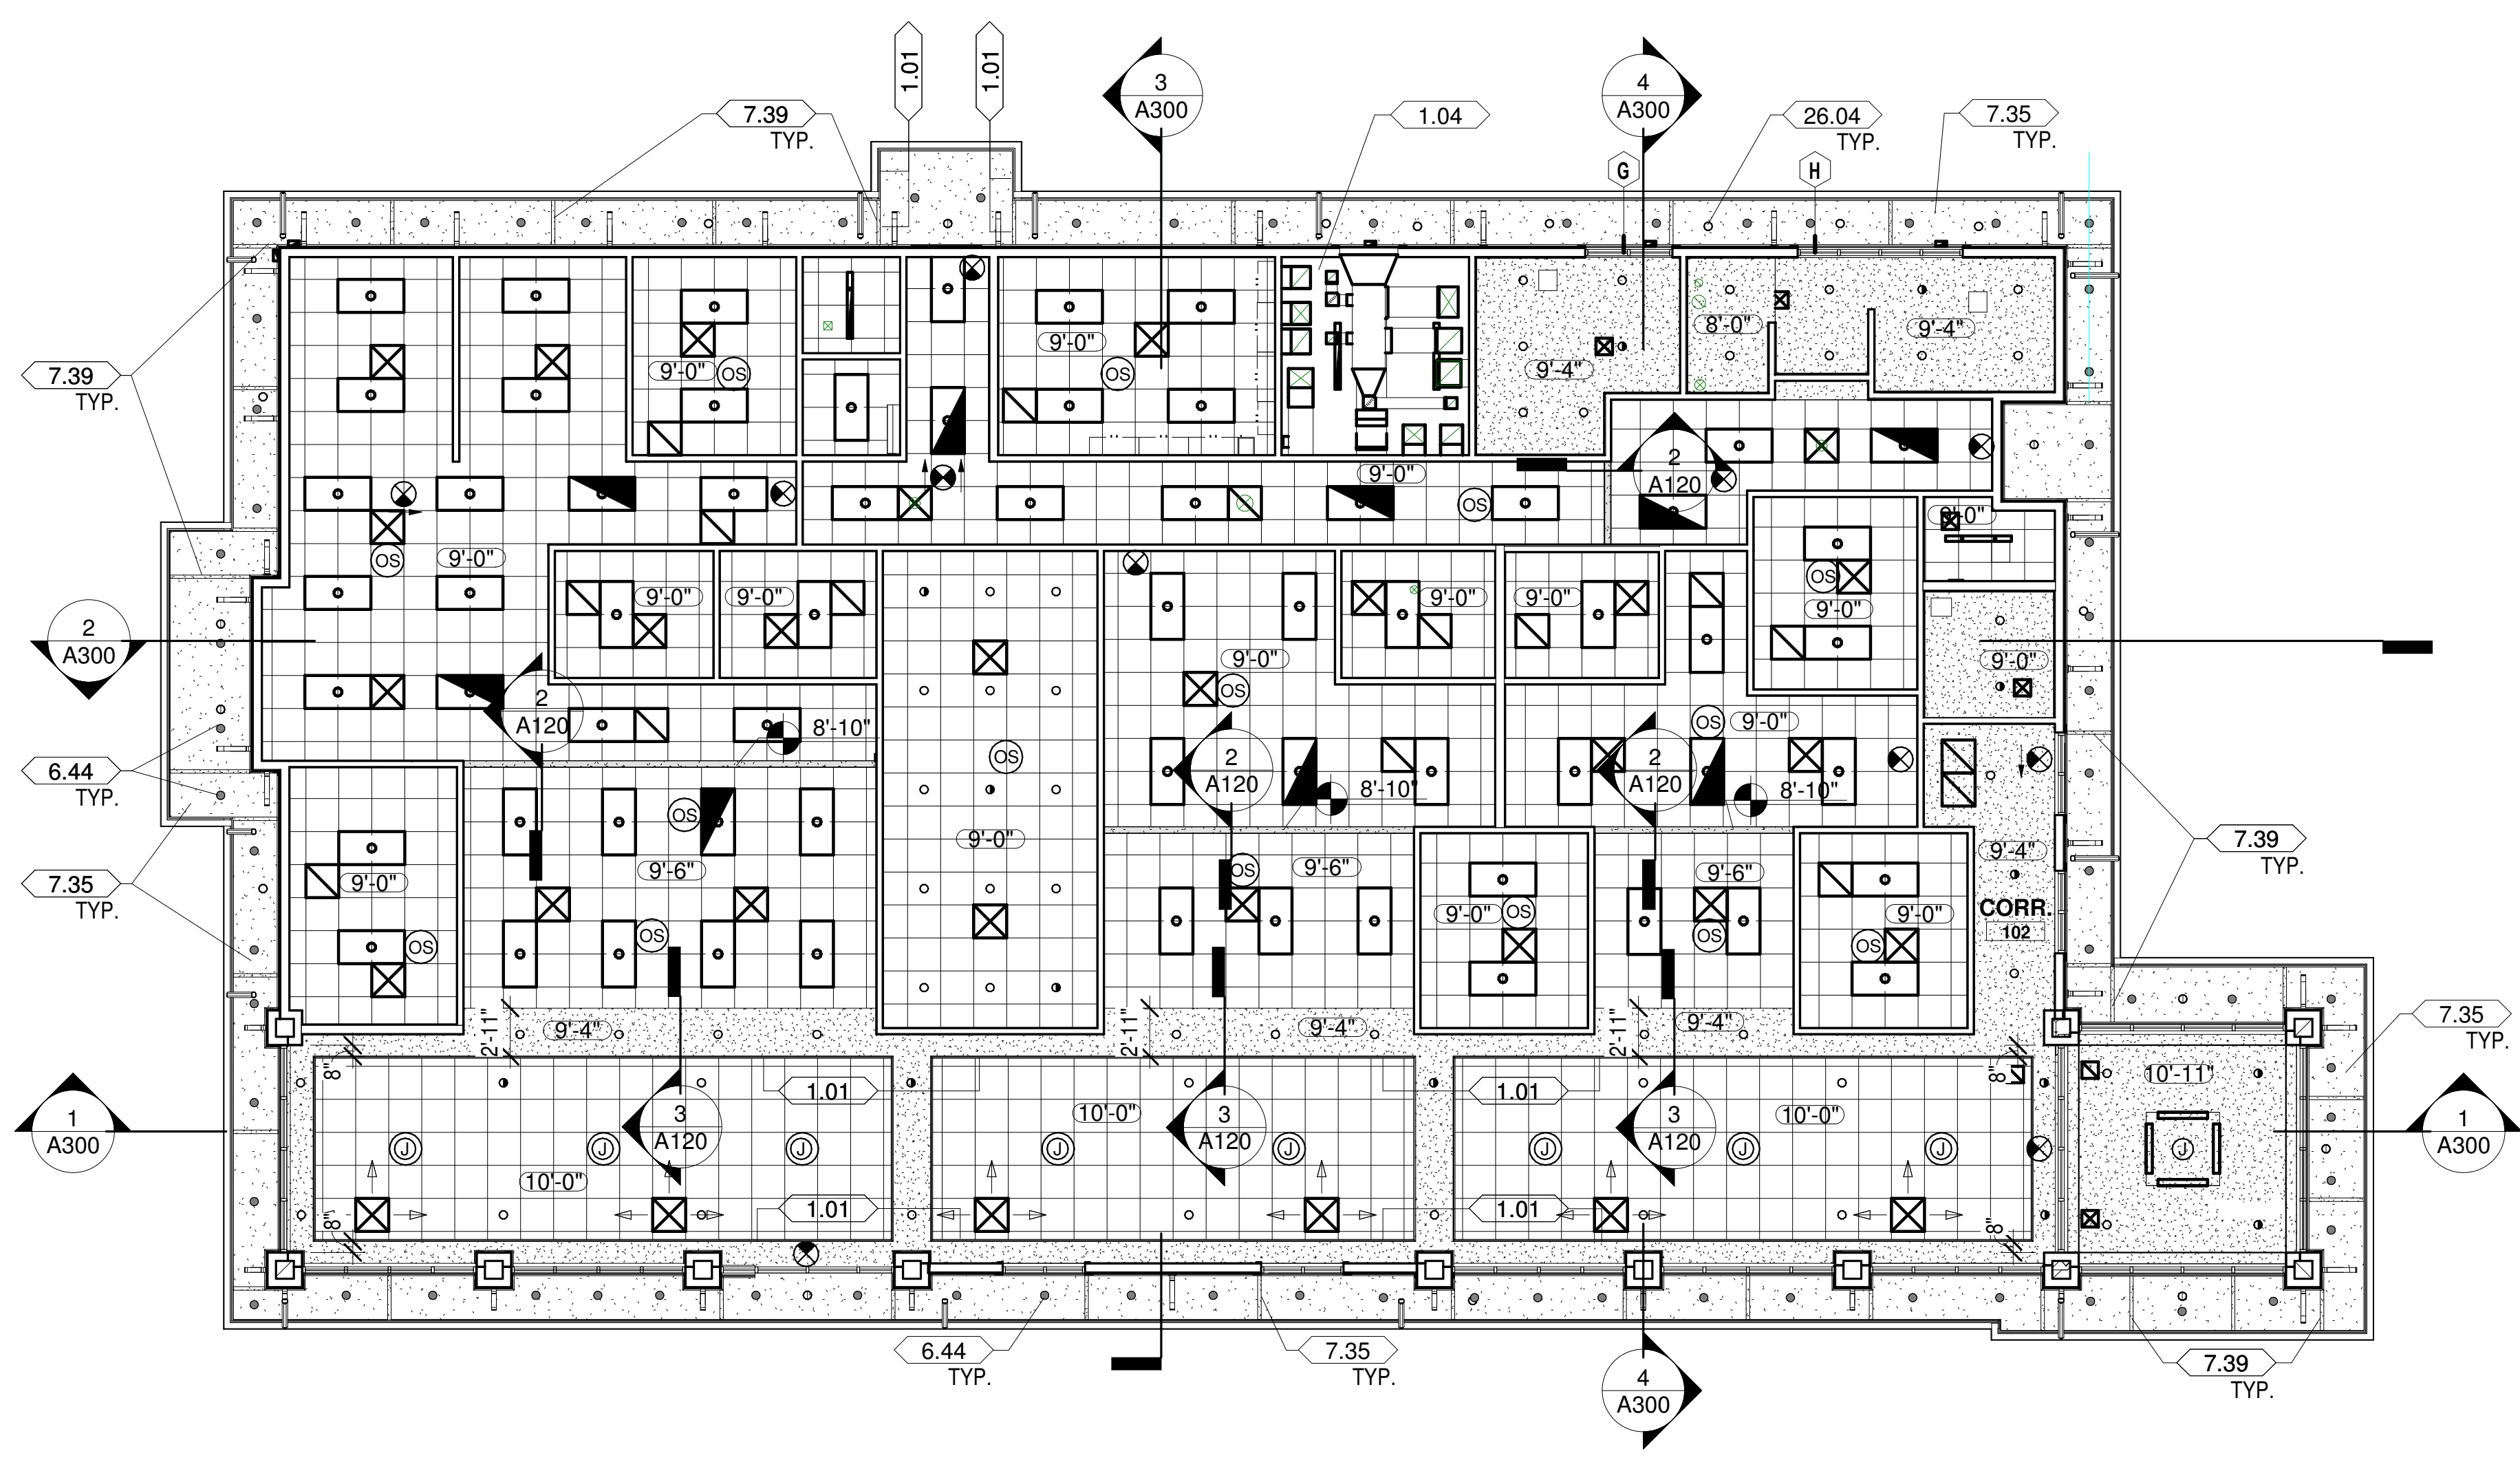 1.01
1.01
3
A300
4
A300
7.39
TYP.
1.04
26.04
TYP.
7.35
TYP.
G
H
7.39
TYP.
9'-0"
OS
9'-0"
OS
9'-4"
8'-0"
9'-4"
9'-0"
OS
2
A120
OS
9'-0"
9'-0"
9'-0"
9'-0"
9'-0"
OS
9'-0"
9'-0"
9'-0"
2
A300
9'-0"
OS
9'-0"
2
A120
8'-10"
OS
9'-0"
OS
9'-0"
6.44
TYP.
2
A120
8'-10"
2
A120
8'-10"
7.35
TYP.
9'-0"
OS
OS
9'-6"
OS
9'-0"
OS
9'-6"
9'-0"
OS
9'-6"
OS
9'-0"
OS
9'-4"
CORR.
102
7.39
TYP.
2'-11"
9'-4"
2'-11"
9'-4"
2'-11"
9'-4"
7.35
TYP.
8"
1.01
1.01
8"
10'-11"
1
A300
J
J
3
A120
J
10'-0"
J
3
A120
J
J
3
A120
J
10'-0"
J
J
1
A300
10'-0"
8"
1.01
1.01
8"
6.44
TYP.
7.35
TYP.
4
A300
7.39
TYP.